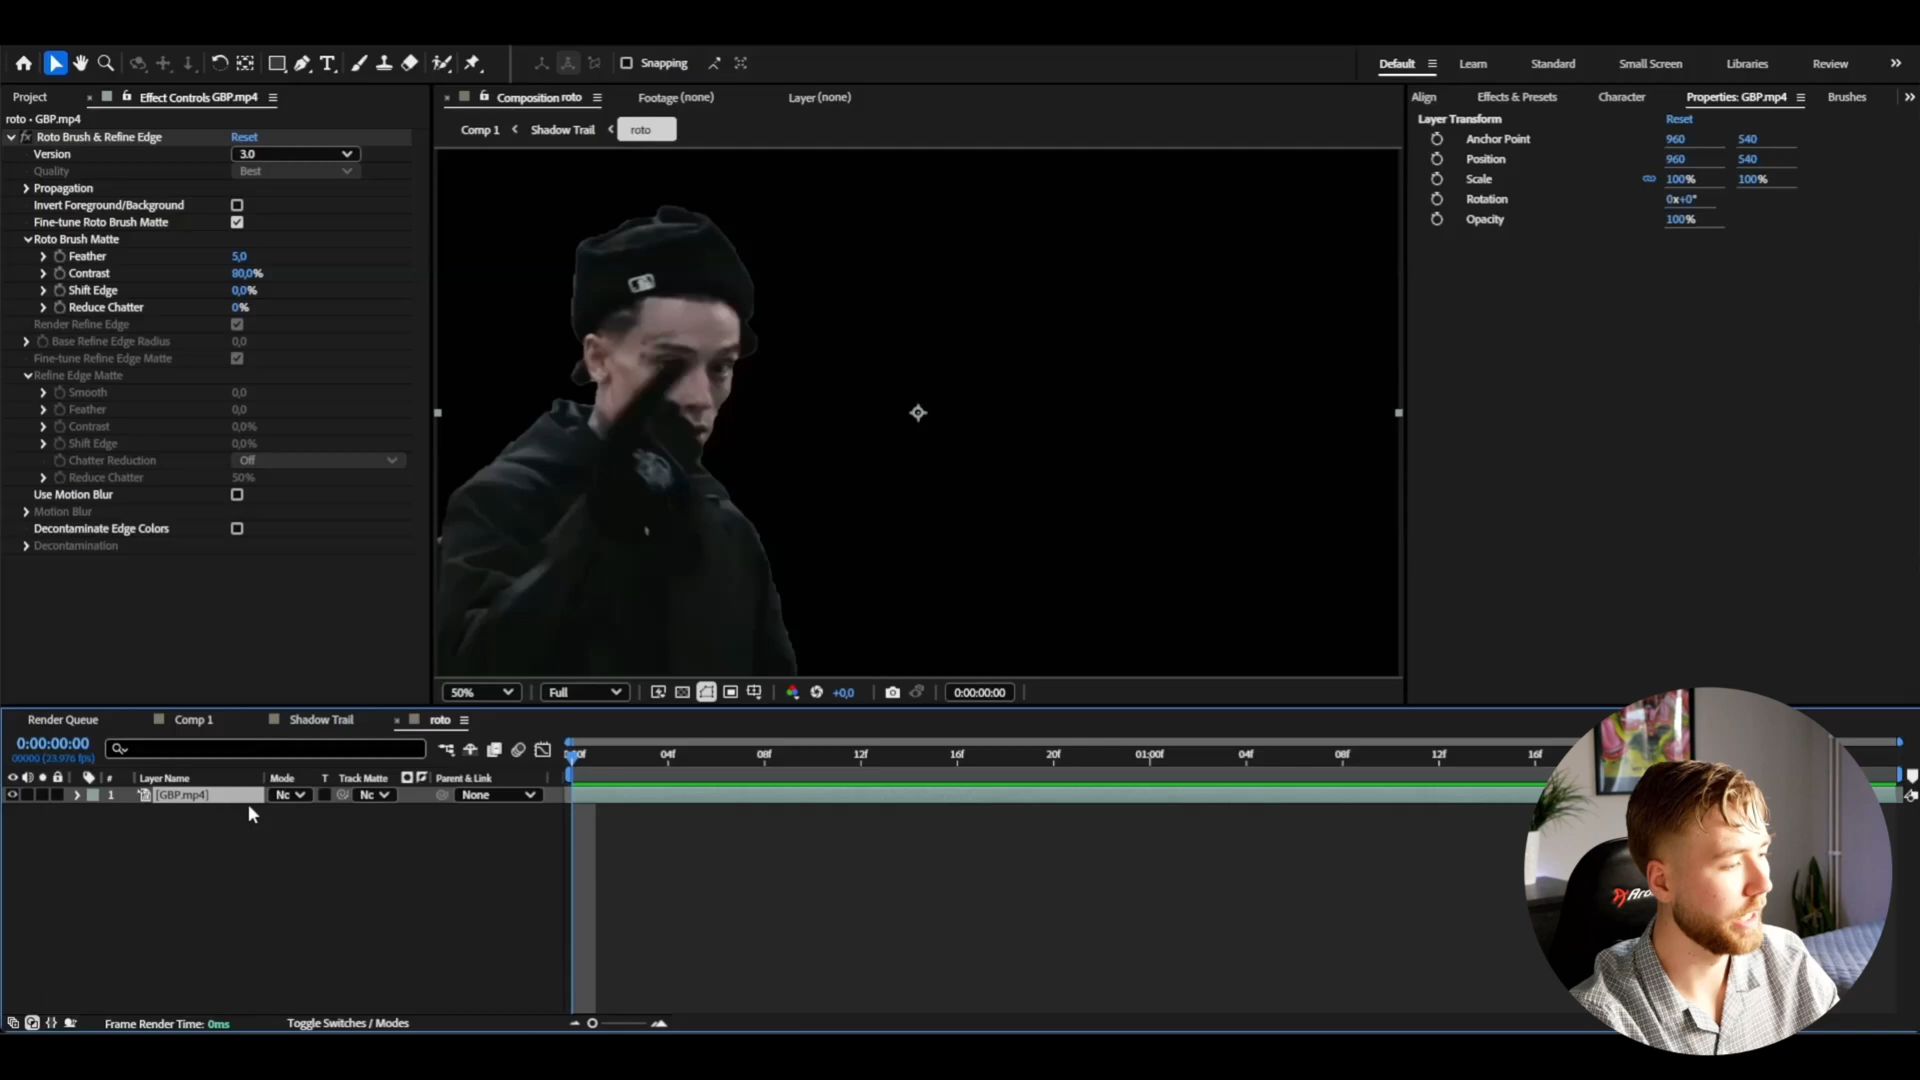 Snapping
Default
Learn
Standard
Small Screen
Libraries
Review
Project
Effect Controls GBP.mp4
Composition roto
Footage (none)
Layer (none)
Align
Effects & Presets
Character
Properties: GBP.mp4
Brushes
roto • GBP.mp4
Comp 1
Shadow Trail
roto
Layer Transform
Reset
Roto Brush & Refine Edge
Reset
Anchor Point
960
540
Version
3.0
Position
960
540
Quality
Best
Scale
100%
100%
Propagation
Rotation
0x+0°
Invert Foreground/Background
Opacity
100%
Fine-tune Roto Brush Matte
Roto Brush Matte
Feather
5,0
Contrast
80,0%
Shift Edge
0,0%
Reduce Chatter
0%
Render Refine Edge
Base Refine Edge Radius
0,0
Fine-tune Refine Edge Matte
Refine Edge Matte
Smooth
0,0
Feather
0,0
Contrast
0,0%
Shift Edge
0,0%
Chatter Reduction
Off
Reduce Chatter
50%
Use Motion Blur
Motion Blur
Decontaminate Edge Colors
Decontamination
50%
Full
+0,0
0:00:00:00
Render Queue
Comp 1
Shadow Trail
roto
0:00:00:00
00000 (23.976 fps)
04f
08f
12f
16f
20f
01:00f
04f
08f
12f
16f
#
Layer Name
Mode
T
Track Matte
Parent & Link
1
[GBP.mp4]
Nc
Nc
None
Frame Render Time: 0ms
Toggle Switches / Modes